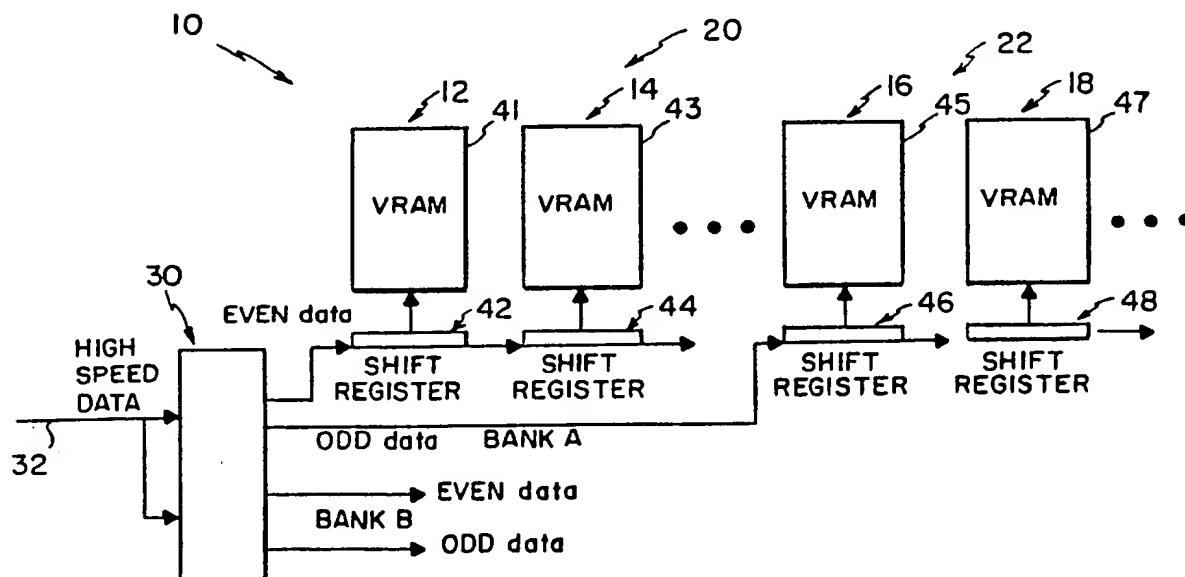 10
20
22
12
41
14
43
16
45
18
47
VRAM
VRAM
VRAM
VRAM
30
EVEN data
42
44
46
48
HIGH
SPEED
DATA
SHIFT
REGISTER
SHIFT
REGISTER
SHIFT
REGISTER
SHIFT
REGISTER
32
ODD data
BANK A
EVEN data
BANK B
ODD data